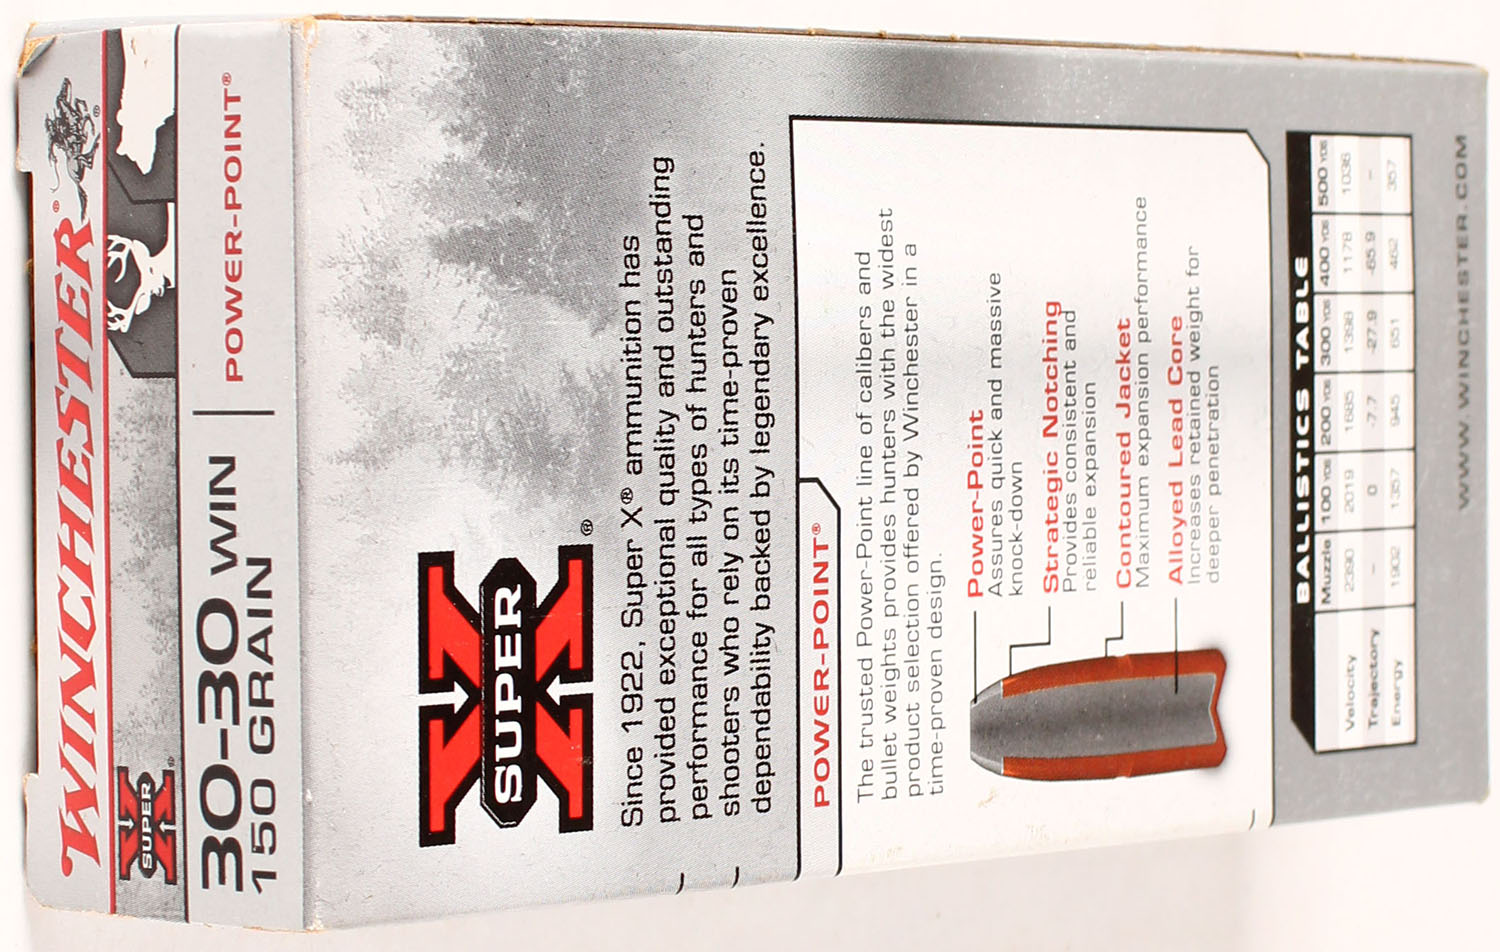 WINCHESTER®
SUPER X®
30-30 WIN
150 GRAIN
POWER-POINT®
SUPER X®
Since 1922, Super X® ammunition has
provided exceptional quality and outstanding
performance for all types of hunters and
shooters who rely on its time-proven
dependability backed by legendary excellence.
POWER-POINT®
The trusted Power-Point line of calibers and
bullet weights provides hunters with the widest
product selection offered by Winchester in a
time-proven design.
Power-Point
Assures quick and massive
knock-down
Strategic Notching
Provides consistent and
reliable expansion
Contoured Jacket
Maximum expansion performance
Alloyed Lead Core
Increases retained weight for
deeper penetration
BALLISTICS TABLE
Muzzle 100 YDS 200 YDS 300 YDS 400 YDS 500 YDS
Velocity 2390 2019 1685 1398 1178 1036
Trajectory - 0 -7.7 -27.9 -65.9 -
Energy 1902 1357 945 651 462 357
WWW.WINCHESTER.COM